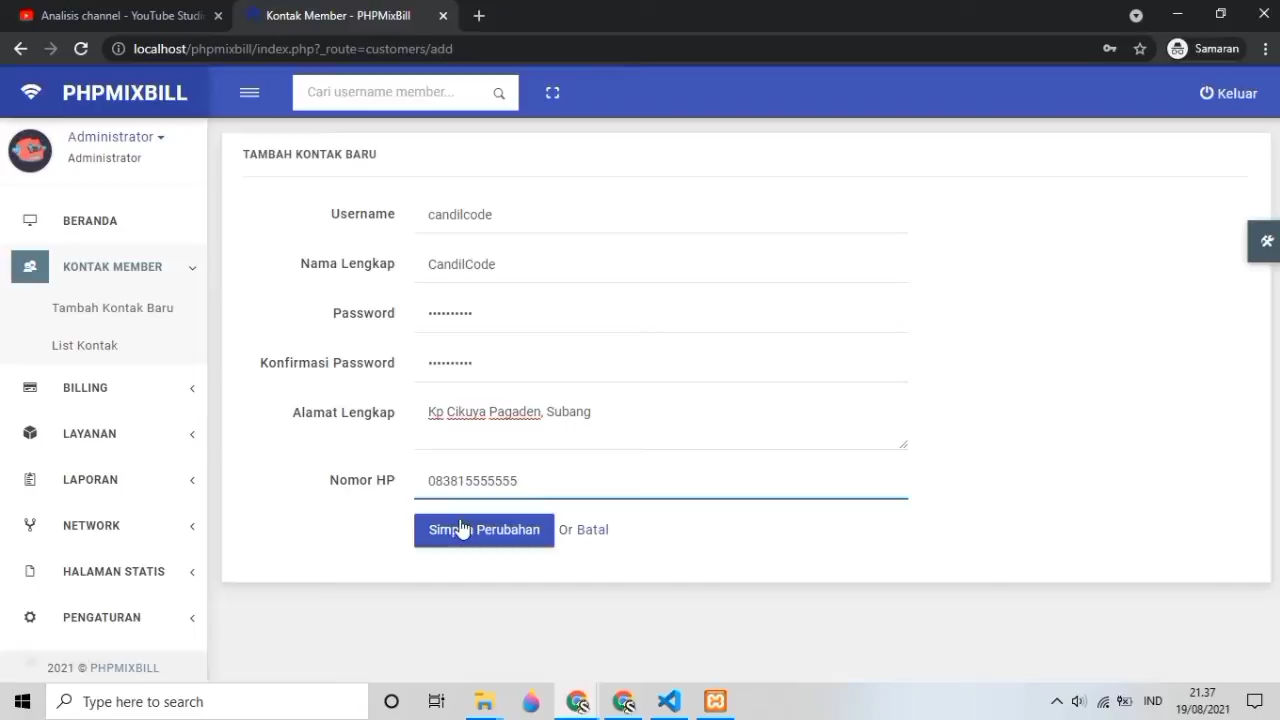 Analisis channel - YouTube Studi
Kontak Member - PHPMixBill
localhost/phpmixbill/index.php?_route=customers/add
Samaran
PHPMIXBILL
Cari username member...
Keluar
Administrator
Administrator
BERANDA
KONTAK MEMBER
Tambah Kontak Baru
List Kontak
BILLING
LAYANAN
LAPORAN
NETWORK
HALAMAN STATIS
PENGATURAN
2021 © PHPMIXBILL
TAMBAH KONTAK BARU
Username candilcode
Nama Lengkap CandilCode
Password ••••••••••
Konfirmasi Password ••••••••••
Alamat Lengkap Kp Cikuya Pagaden, Subang
Nomor HP 083815555555
Simpan Perubahan Or Batal
Type here to search
IND
21.37
19/08/2021